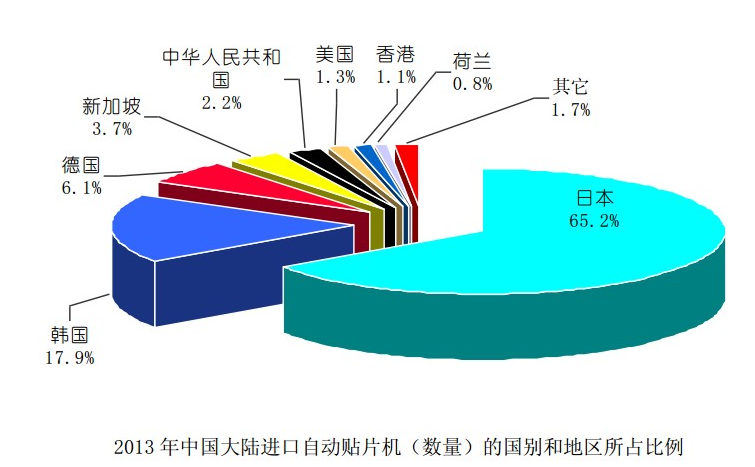 中华人民共和
国
2.2%
美国
1.3%
香港
1.1%
荷兰
0.8%
其它
1.7%
新加坡
3.7%
德国
6.1%
日本
65.2%
韩国
17.9%
2013 年中国大陆进口自动贴片机（数量）的国别和地区所占比例